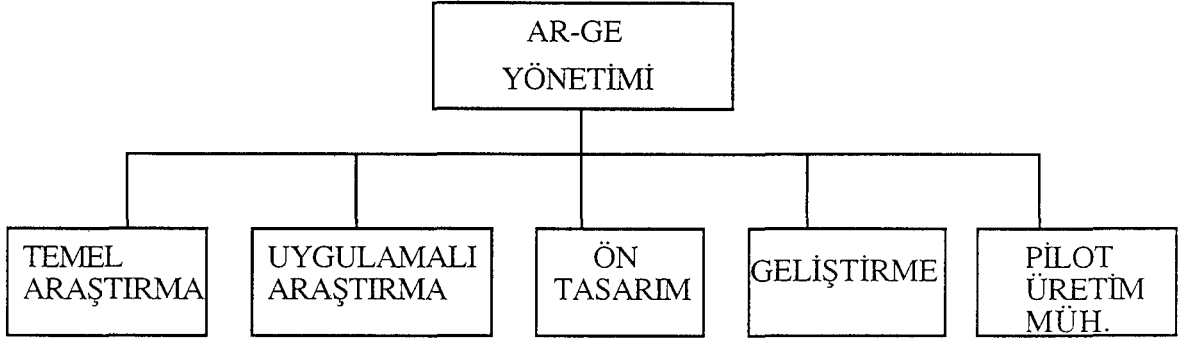 AR-GE
YÖNETİMİ
TEMEL
ARAŞTIRMA
UYGULAMALI
ARAŞTIRMA
ÖN
TASARIM
GELİŞTİRME
PİLOT
ÜRETİM
MÜH.